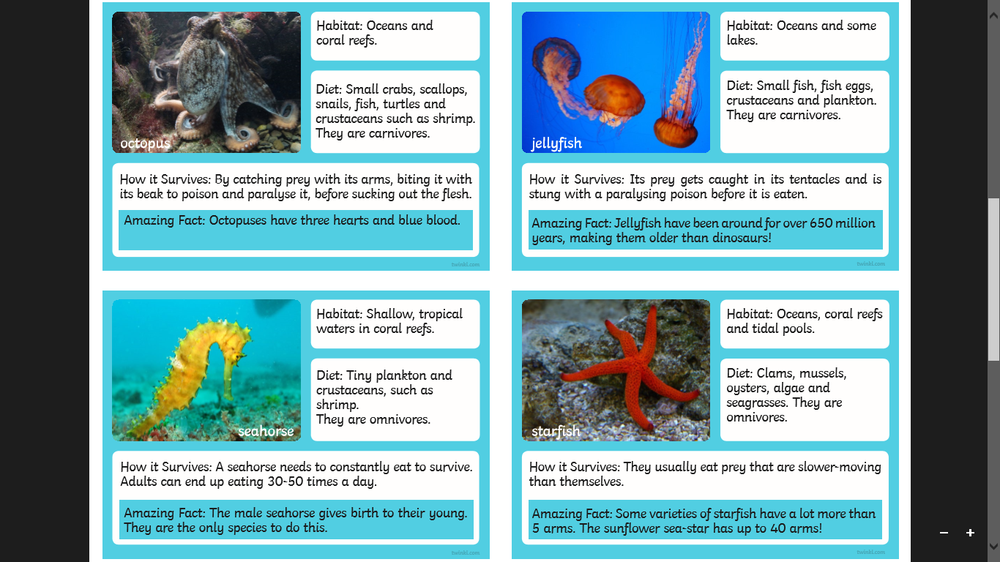 octopus
Habitat: Oceans and
coral reefs.
Diet: Small crabs, scallops,
snails, fish, turtles and
crustaceans such as shrimp.
They are carnivores.
How it Survives: By catching prey with its arms, biting it with
its beak to poison and paralyse it, before sucking out the flesh.
Amazing Fact: Octopuses have three hearts and blue blood.
twinkl.com
jellyfish
Habitat: Oceans and some
lakes.
Diet: Small fish, fish eggs,
crustaceans and plankton.
They are carnivores.
How it Survives: Its prey gets caught in its tentacles and is
stung with a paralysing poison before it is eaten.
Amazing Fact: Jellyfish have been around for over 650 million
years, making them older than dinosaurs!
twinkl.com
seahorse
Habitat: Shallow, tropical
waters in coral reefs.
Diet: Tiny plankton and
crustaceans, such as
shrimp.
They are omnivores.
How it Survives: A seahorse needs to constantly eat to survive.
Adults can end up eating 30-50 times a day.
Amazing Fact: The male seahorse gives birth to their young.
They are the only species to do this.
twinkl.com
starfish
Habitat: Oceans, coral reefs
and tidal pools.
Diet: Clams, mussels,
oysters, algae and
seagrasses. They are
omnivores.
How it Survives: They usually eat prey that are slower-moving
than themselves.
Amazing Fact: Some varieties of starfish have a lot more than
5 arms. The sunflower sea-star has up to 40 arms!
twinkl.com